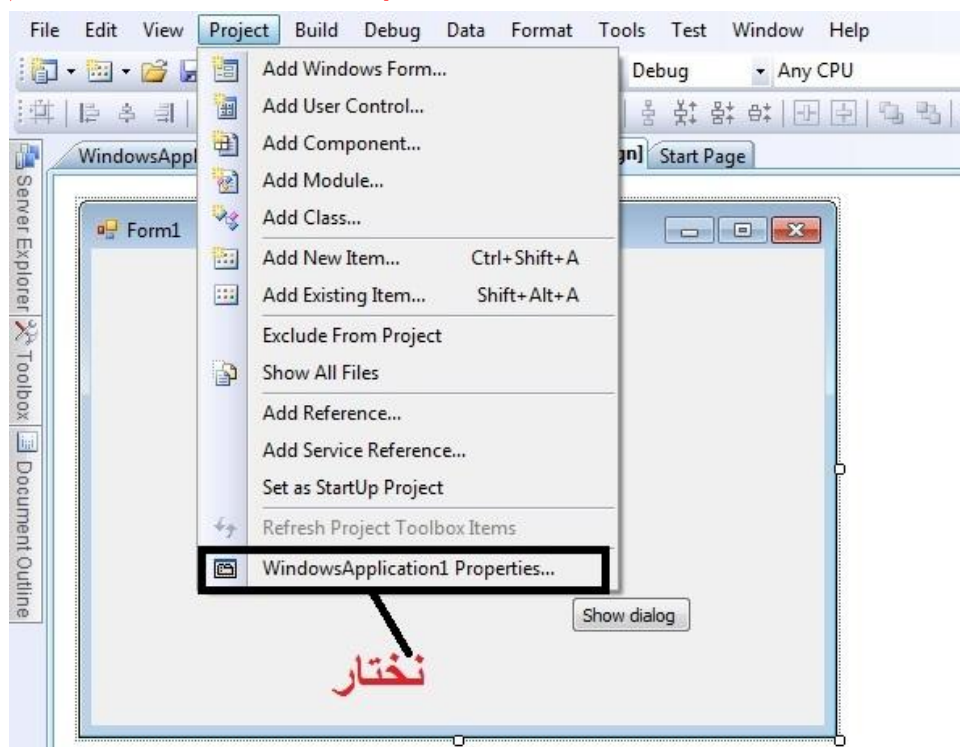 File Edit View Project Build Debug Data Format Tools Test Window Help
Add Windows Form... Debug Any CPU
Add User Control...
WindowsAppl Add Component... gn] Start Page
Add Module...
Form1 Add Class...
Add New Item... Ctrl+Shift+A
Add Existing Item... Shift+Alt+A
Exclude From Project
Show All Files
Add Reference...
Add Service Reference...
Set as StartUp Project
Refresh Project Toolbox Items
WindowsApplication1 Properties...
Show dialog
نختار
Server Explorer
Toolbox
Document Outline